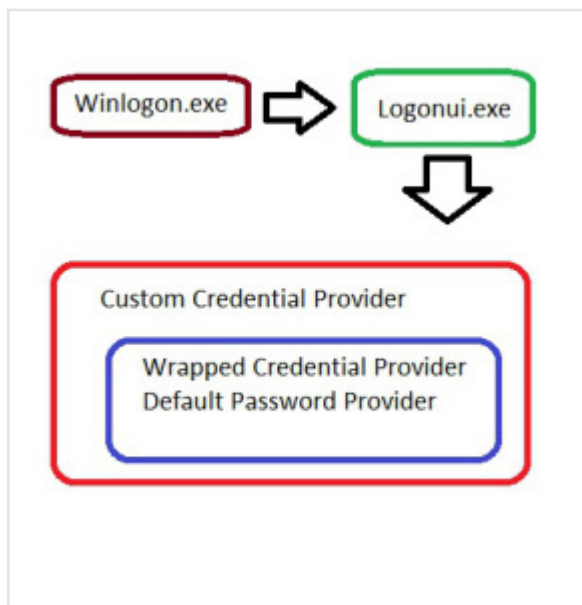 Winlogon.exe
Logonui.exe
Custom Credential Provider
Wrapped Credential Provider
Default Password Provider